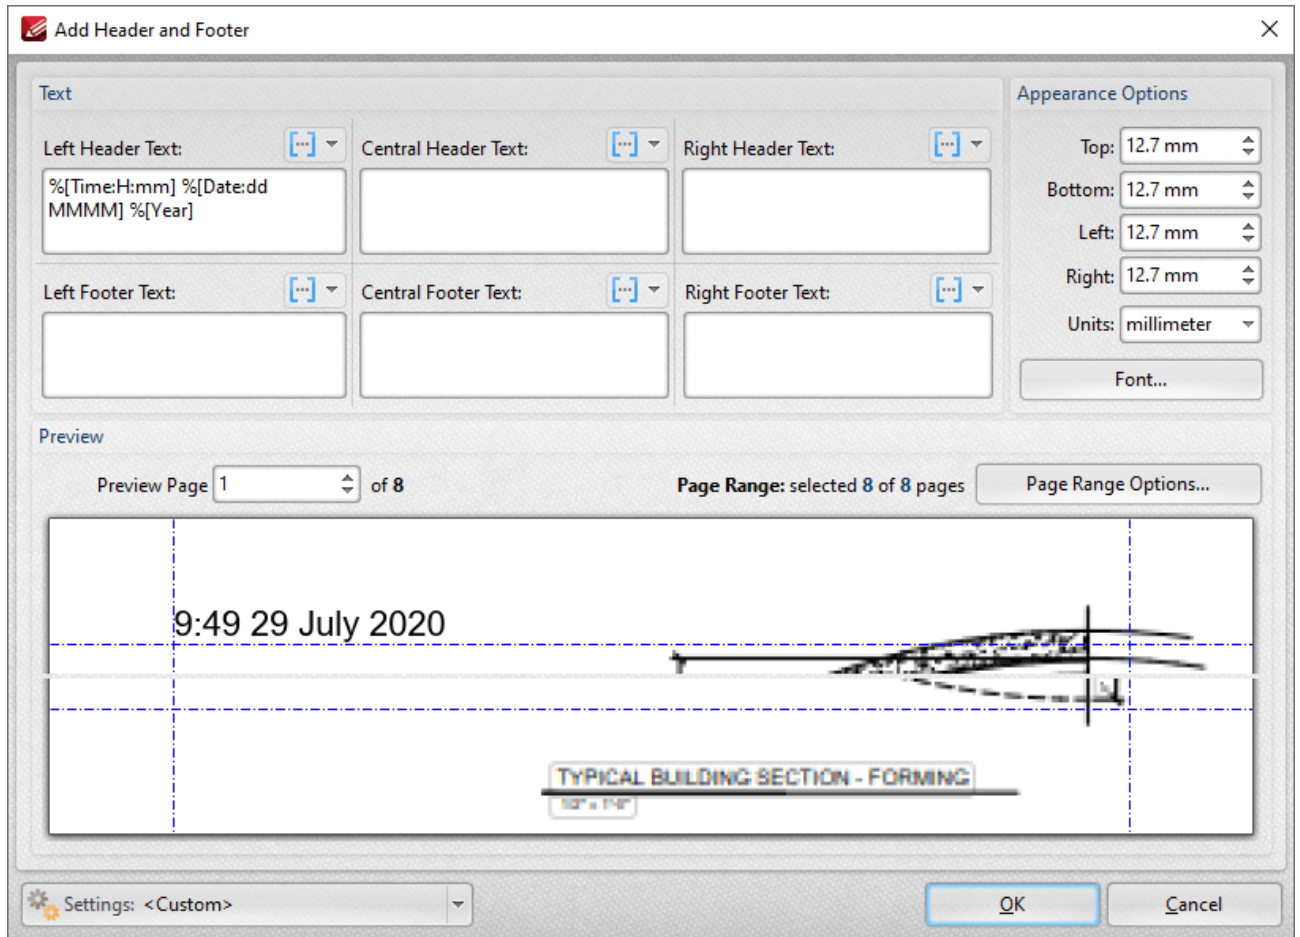 Add Header and Footer
Text
Appearance Options
Left Header Text:
Central Header Text:
Right Header Text:
Top: 12.7 mm
%[Time:H:mm] %[Date:dd
MMMM] %[Year]
Bottom: 12.7 mm
Left: 12.7 mm
Left Footer Text:
Central Footer Text:
Right Footer Text:
Right: 12.7 mm
Units: millimeter
Font...
Preview
Preview Page 1 of 8
Page Range: selected 8 of 8 pages
Page Range Options...
9:49 29 July 2020
TYPICAL BUILDING SECTION - FORMING
Settings: <Custom>
OK
Cancel